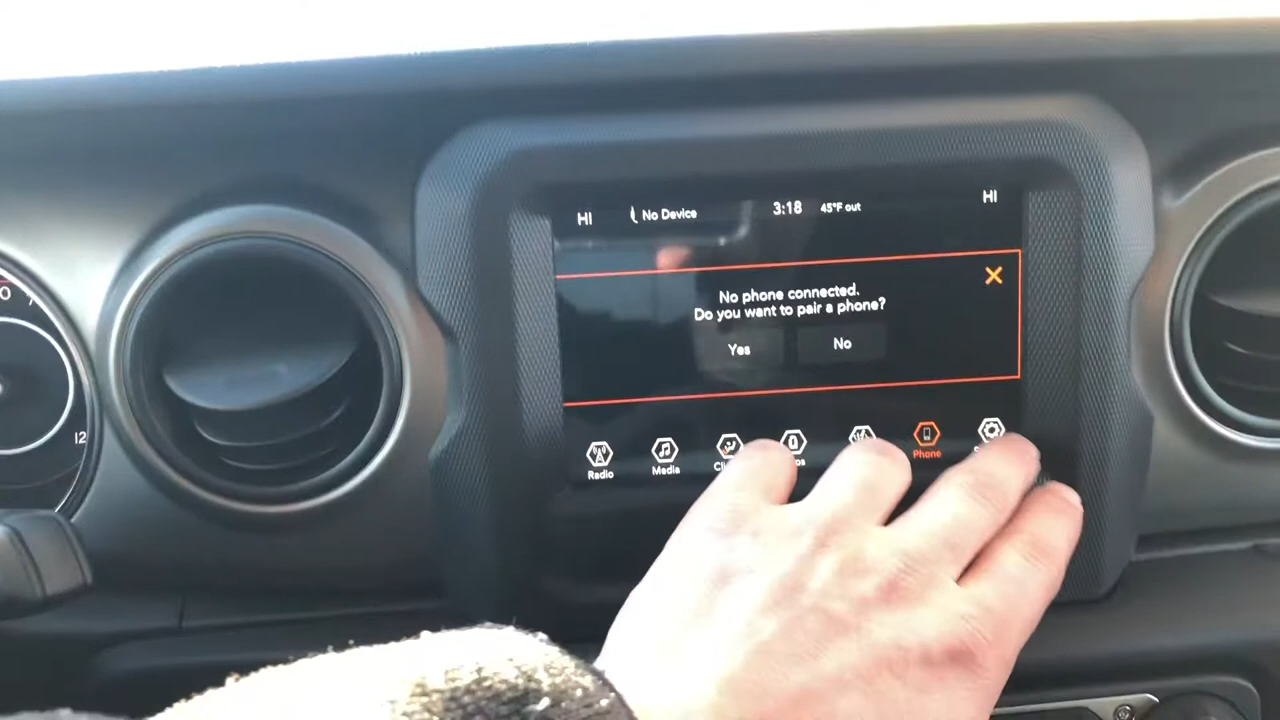 HI
No Device
3:18
45°F out
HI
No phone connected.
Do you want to pair a phone?
Yes
No
Radio
Media
Phone
12